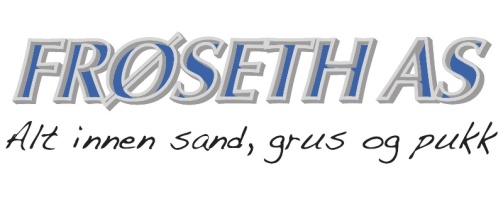 FRØSETH AS
Alt innen sand, grus og pukk